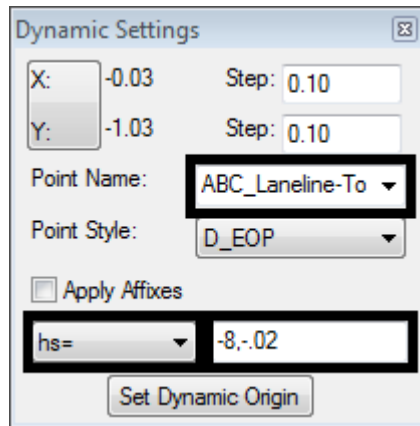 Dynamic Settings
X: -0.03 Step: 0.10
Y: -1.03 Step: 0.10
Point Name: ABC_Laneline-To
Point Style: D_EOP
Apply Affixes
hs= -8,-.02
Set Dynamic Origin